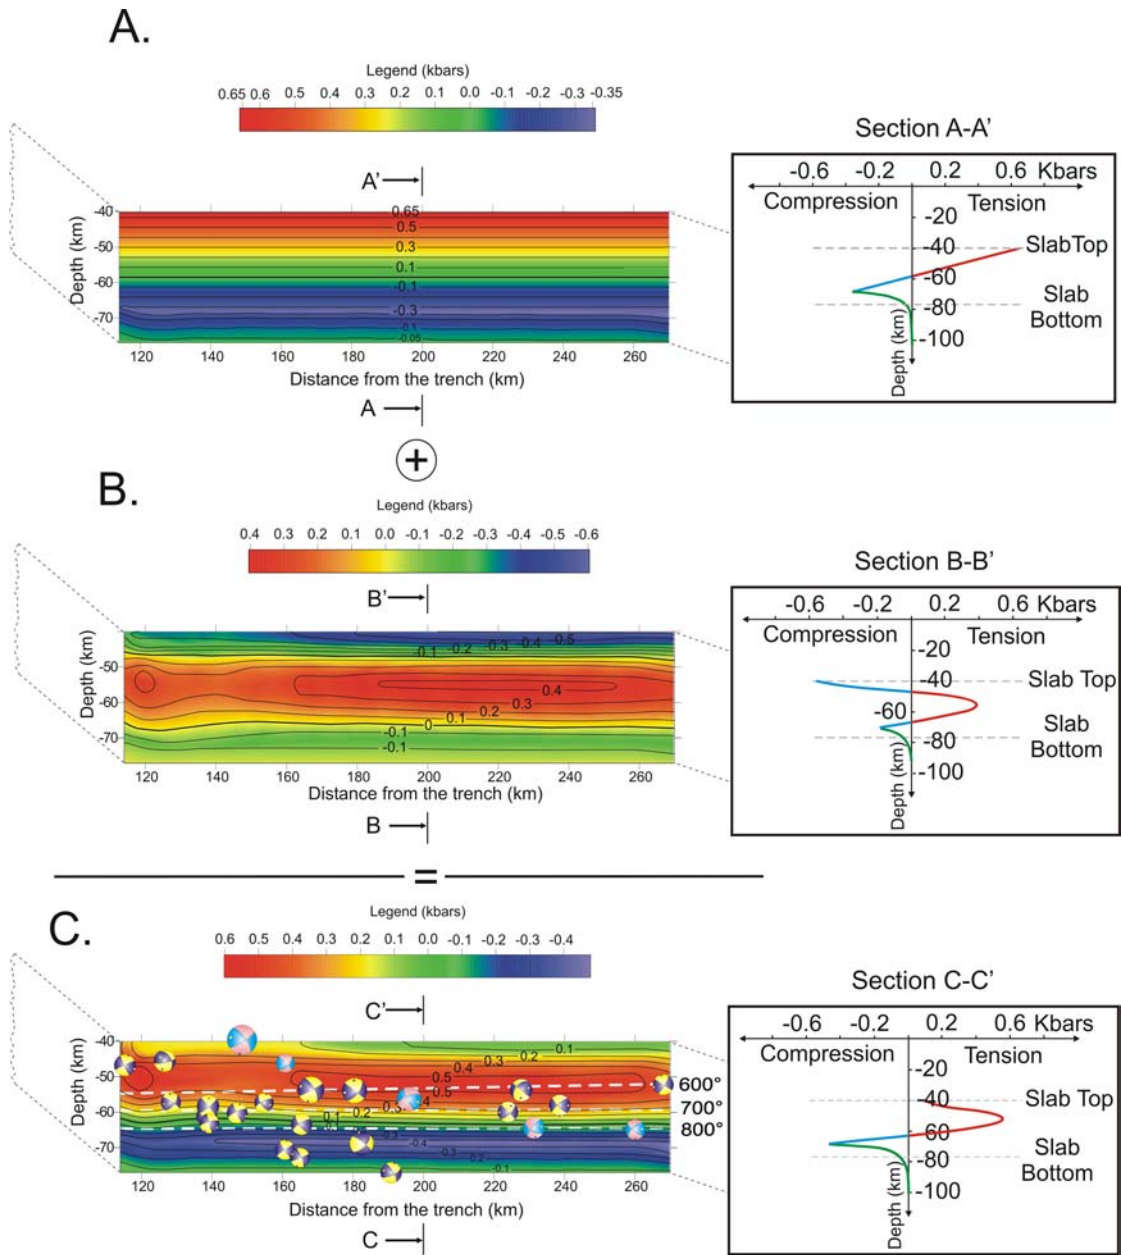 A.
Legend (kbars)
0.65 0.6 0.5 0.4 0.3 0.2 0.1 0.0 -0.1 -0.2 -0.3 -0.35
Section A-A'
-0.6 -0.2 0.2 0.6 Kbars
Compression Tension
-20
-40 Slab Top
-60
-80 Slab
Bottom
-100
Depth (km)
A'
-40
-50
-60
-70
Depth (km)
0.65
0.5
0.3
0.1
-0.1
-0.3
-0.1
-0.05
120 140 160 180 200 220 240 260
Distance from the trench (km)
A
+
B.
Legend (kbars)
0.4 0.3 0.2 0.1 0.0 -0.1 -0.2 -0.3 -0.4 -0.5 -0.6
Section B-B'
-0.6 -0.2 0.2 0.6 Kbars
Compression Tension
-20
-40 Slab Top
-60
-80 Slab
Bottom
-100
Depth (km)
B'
-50
-60
-70
Depth (km)
-0.1 -0.2 -0.3 -0.4 -0.5
0.4
0.3
0.2
0.1
0
-0.1
-0.1
120 140 160 180 200 220 240 260
Distance from the trench (km)
B
=
C.
Legend (kbars)
0.6 0.5 0.4 0.3 0.2 0.1 0.0 -0.1 -0.2 -0.3 -0.4
Section C-C'
-0.6 -0.2 0.2 0.6 Kbars
Compression Tension
-20
-40 Slab Top
-60
-80 Slab
Bottom
-100
Depth (km)
C'
-40
-50
-60
-70
Depth (km)
0.1
0.2
0.3
0.4
0.4
0.5
0.3
0.2
0.1
-0.3
-0.4
-0.3
-0.2
-0.1
600°
700°
800°
120 140 160 180 200 220 240 260
Distance from the trench (km)
C